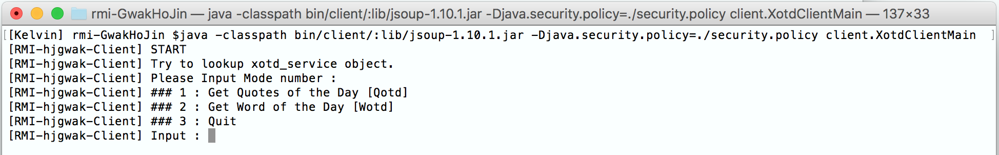 rmi-GwakHoJin — java -classpath bin/client/:lib/jsoup-1.10.1.jar -Djava.security.policy=./security.policy client.XotdClientMain — 137×33
[[Kelvin] rmi-GwakHoJin $java -classpath bin/client/:lib/jsoup-1.10.1.jar -Djava.security.policy=./security.policy client.XotdClientMain ]
[RMI-hjgwak-Client] START
[RMI-hjgwak-Client] Try to lookup xotd_service object.
[RMI-hjgwak-Client] Please Input Mode number :
[RMI-hjgwak-Client] ### 1 : Get Quotes of the Day [Qotd]
[RMI-hjgwak-Client] ### 2 : Get Word of the Day [Wotd]
[RMI-hjgwak-Client] ### 3 : Quit
[RMI-hjgwak-Client] Input :